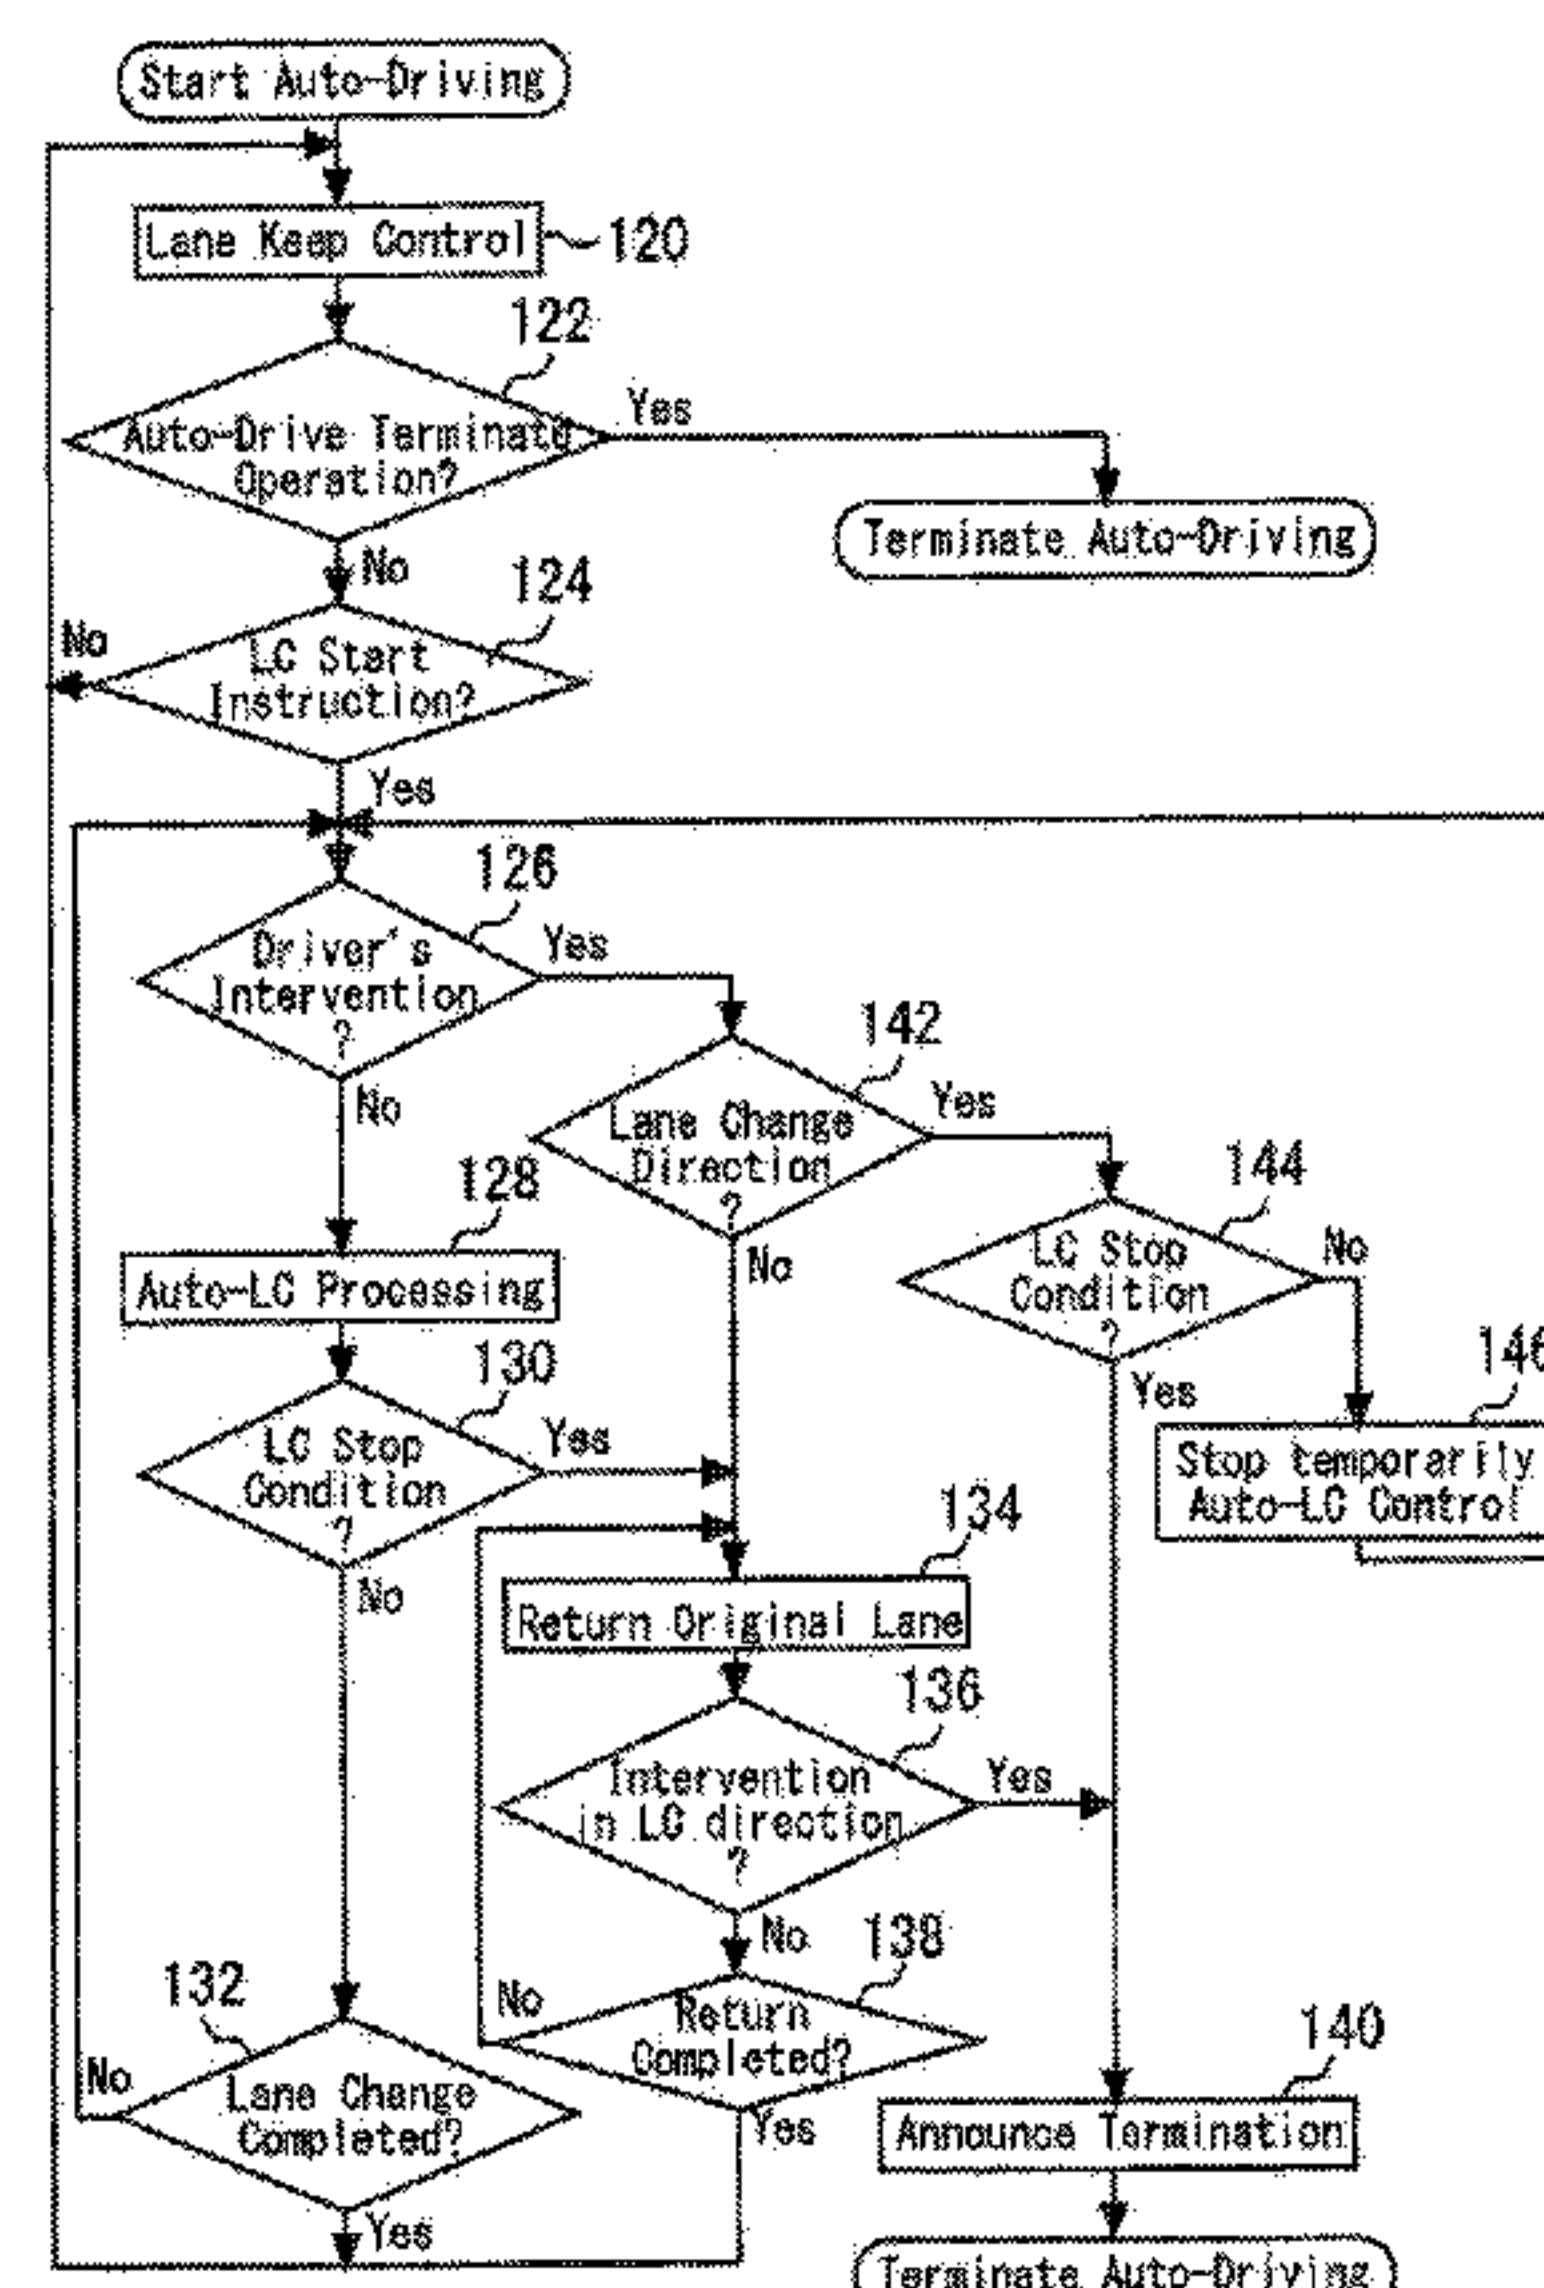 Start Auto-Driving
Lane Keep Control
120
122
Auto-Drive Terminate
Operation?
Yes
Terminate Auto-Driving
No
124
LC Start
Instruction?
No
Yes
126
Driver's
Intervention
?
Yes
No
142
Lane Change
Direction
?
Yes
No
144
LC Stop
Condition
?
No
Yes
146
Stop temporarily
Auto-LC Control
128
Auto-LC Processing
130
LC Stop
Condition
?
Yes
No
134
Return Original Lane
136
Intervention
in LC direction
?
Yes
No
138
Return
Completed?
No
Yes
132
Lane Change
Completed?
No
Yes
140
Announce Termination
Terminate Auto-Driving